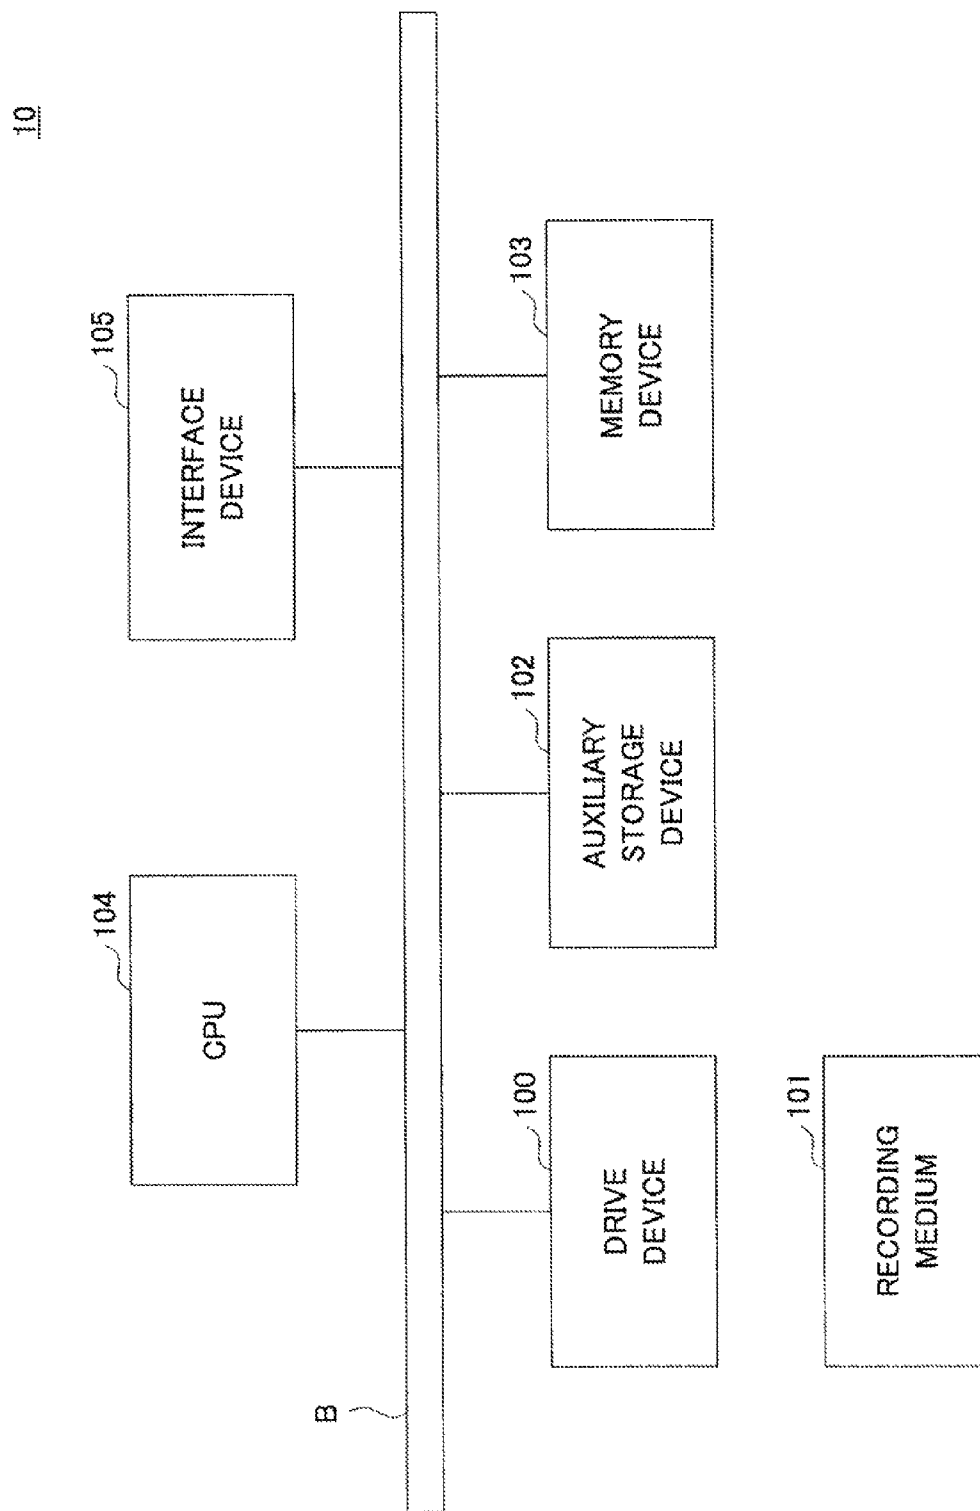 10
104
CPU
105
INTERFACE
DEVICE
B
100
DRIVE
DEVICE
102
AUXILIARY
STORAGE
DEVICE
103
MEMORY
DEVICE
101
RECORDING
MEDIUM